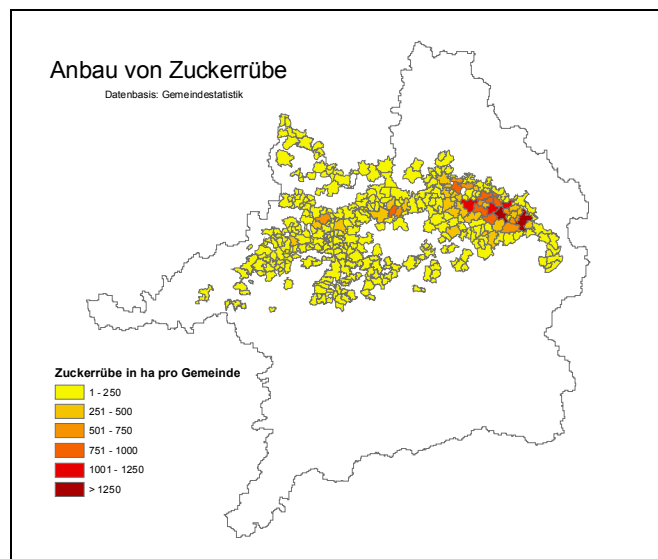 Anbau von Zuckerrübe
Datenbasis: Gemeindestatistik
Zuckerrübe in ha pro Gemeinde
1 - 250
251 - 500
501 - 750
751 - 1000
1001 - 1250
> 1250